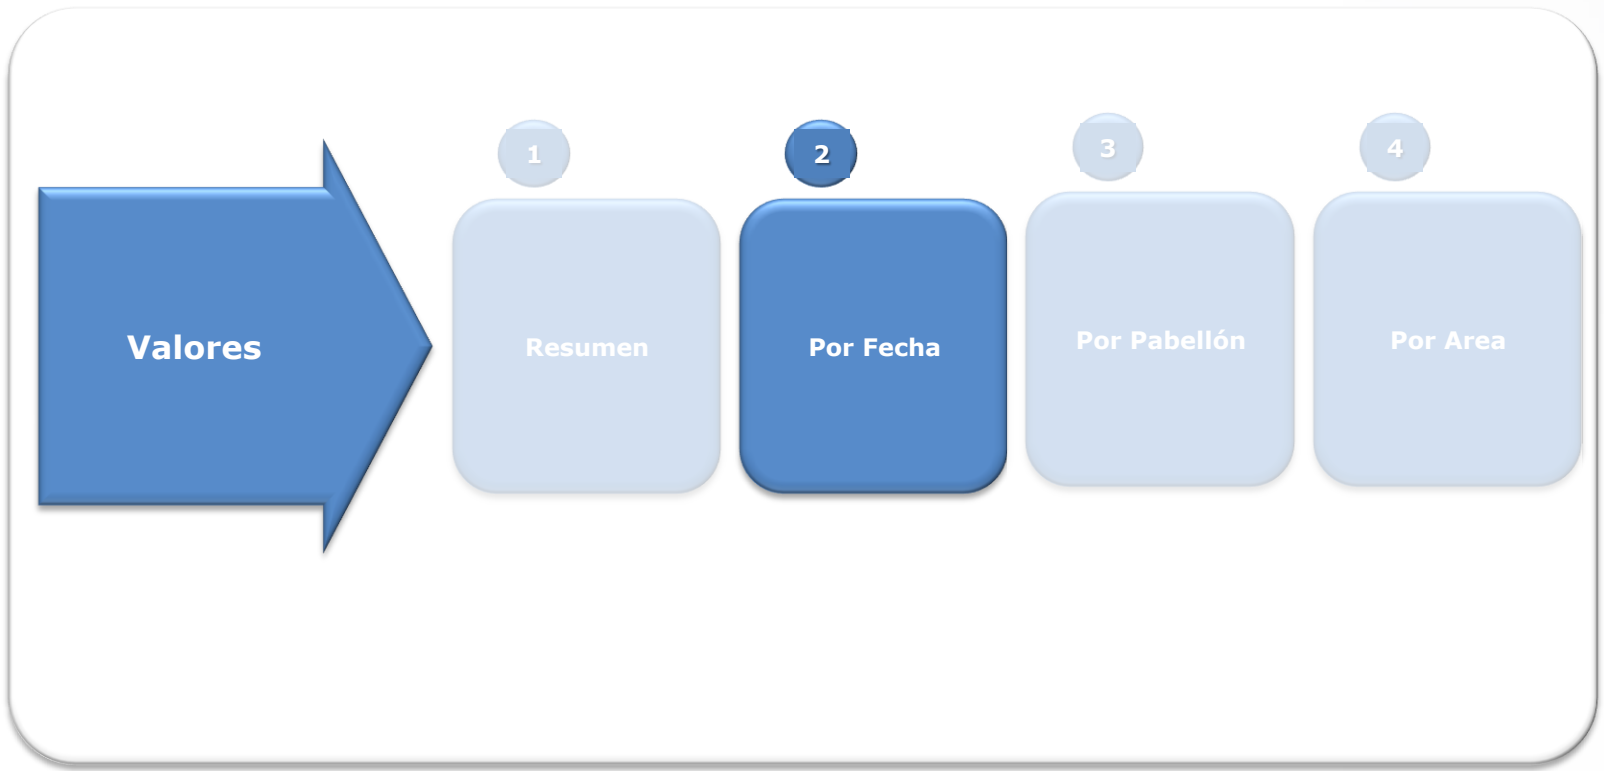 1
2
3
4
Valores
Resumen
Por Fecha
Por Pabellón
Por Area